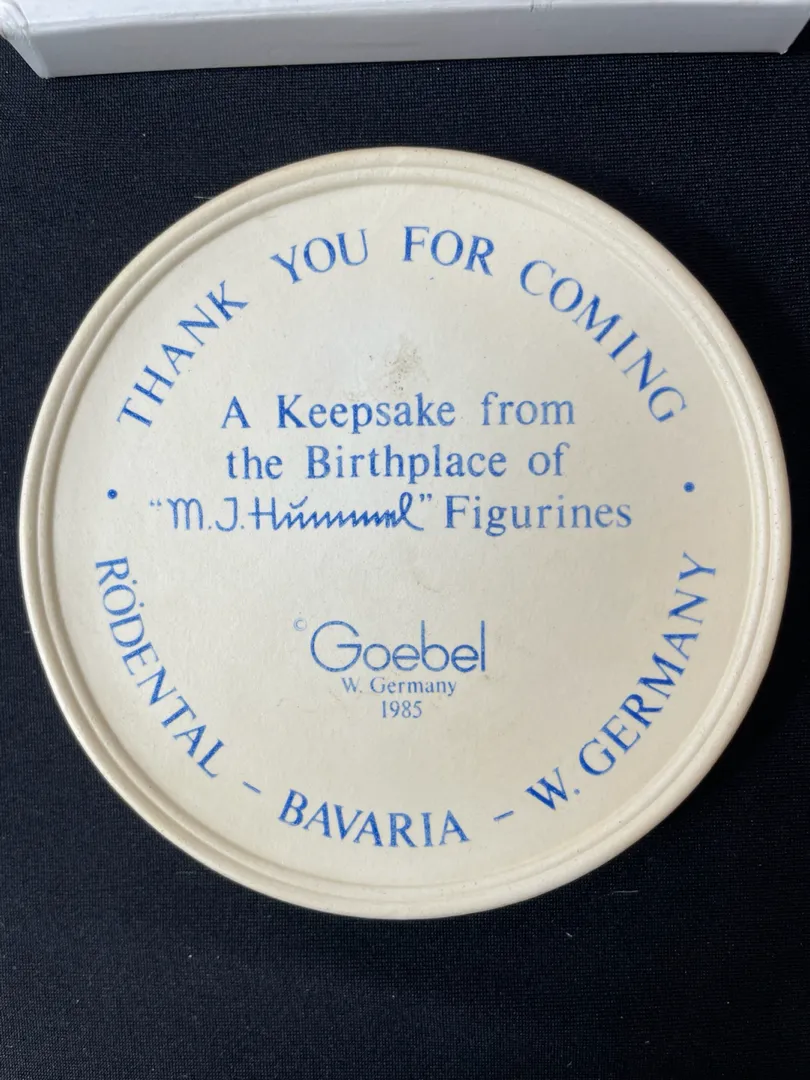 THANK YOU FOR COMING
A Keepsake from
the Birthplace of
"M.J. Hummel" Figurines
© Goebel
W. Germany
1985
• RÖDENTAL – BAVARIA – W. GERMANY •